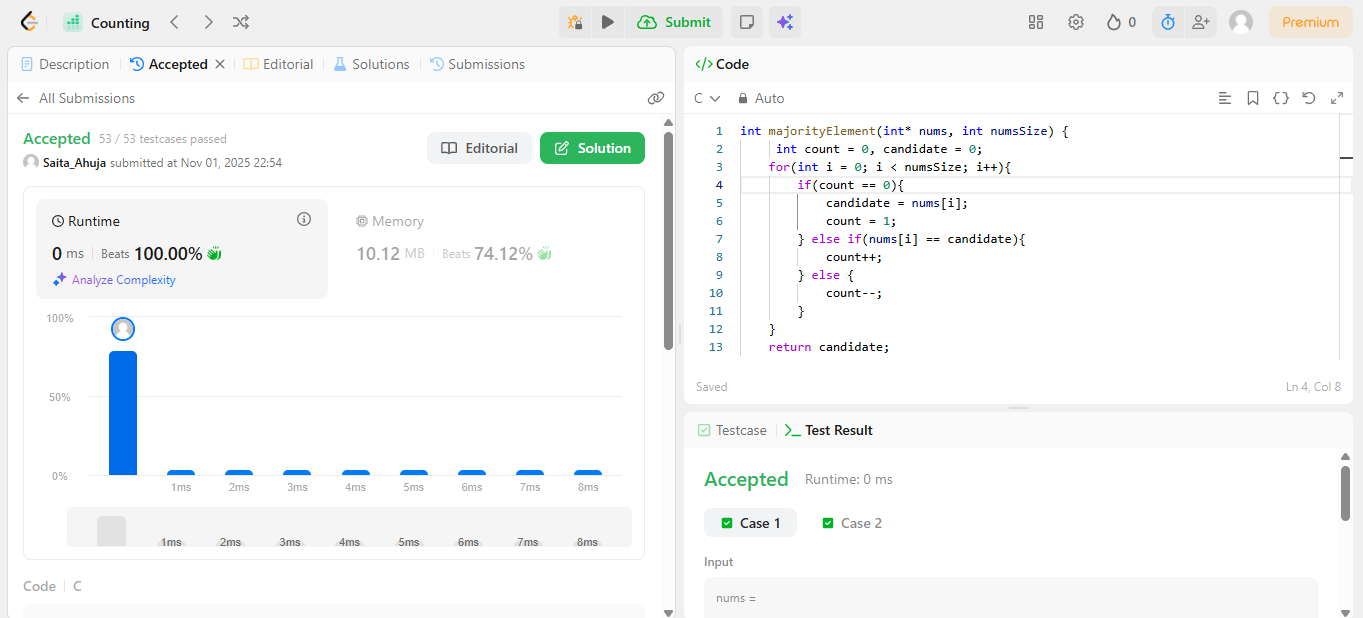 Counting
Submit
0
Premium
Description
Accepted
Editorial
Solutions
Submissions
All Submissions
Accepted 53 / 53 testcases passed
Saita_Ahuja submitted at Nov 01, 2025 22:54
Editorial
Solution
Runtime
0 ms Beats 100.00%
Analyze Complexity
Memory
10.12 MB Beats 74.12%
100%
50%
0%
1ms 2ms 3ms 4ms 5ms 6ms 7ms 8ms
1ms 2ms 3ms 4ms 5ms 6ms 7ms 8ms
Code C
</> Code
C Auto
1 int majorityElement(int* nums, int numsSize) {
2 int count = 0, candidate = 0;
3 for(int i = 0; i < numsSize; i++){
4 if(count == 0){
5 candidate = nums[i];
6 count = 1;
7 } else if(nums[i] == candidate){
8 count++;
9 } else {
10 count--;
11 }
12 }
13 return candidate;
Saved Ln 4, Col 8
Testcase
Test Result
Accepted Runtime: 0 ms
Case 1 Case 2
Input
nums =